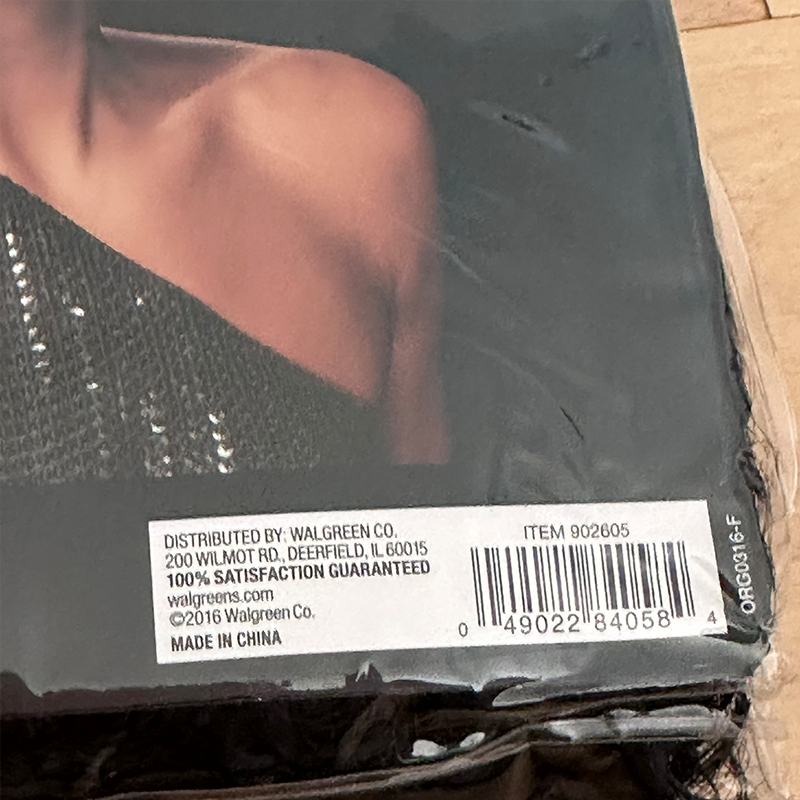 DISTRIBUTED BY: WALGREEN CO.
200 WILMOT RD., DEERFIELD, IL 60015
100% SATISFACTION GUARANTEED
walgreens.com
©2016 Walgreen Co.
MADE IN CHINA
ITEM 902605
0 49022 84058 4
ORG0316-F